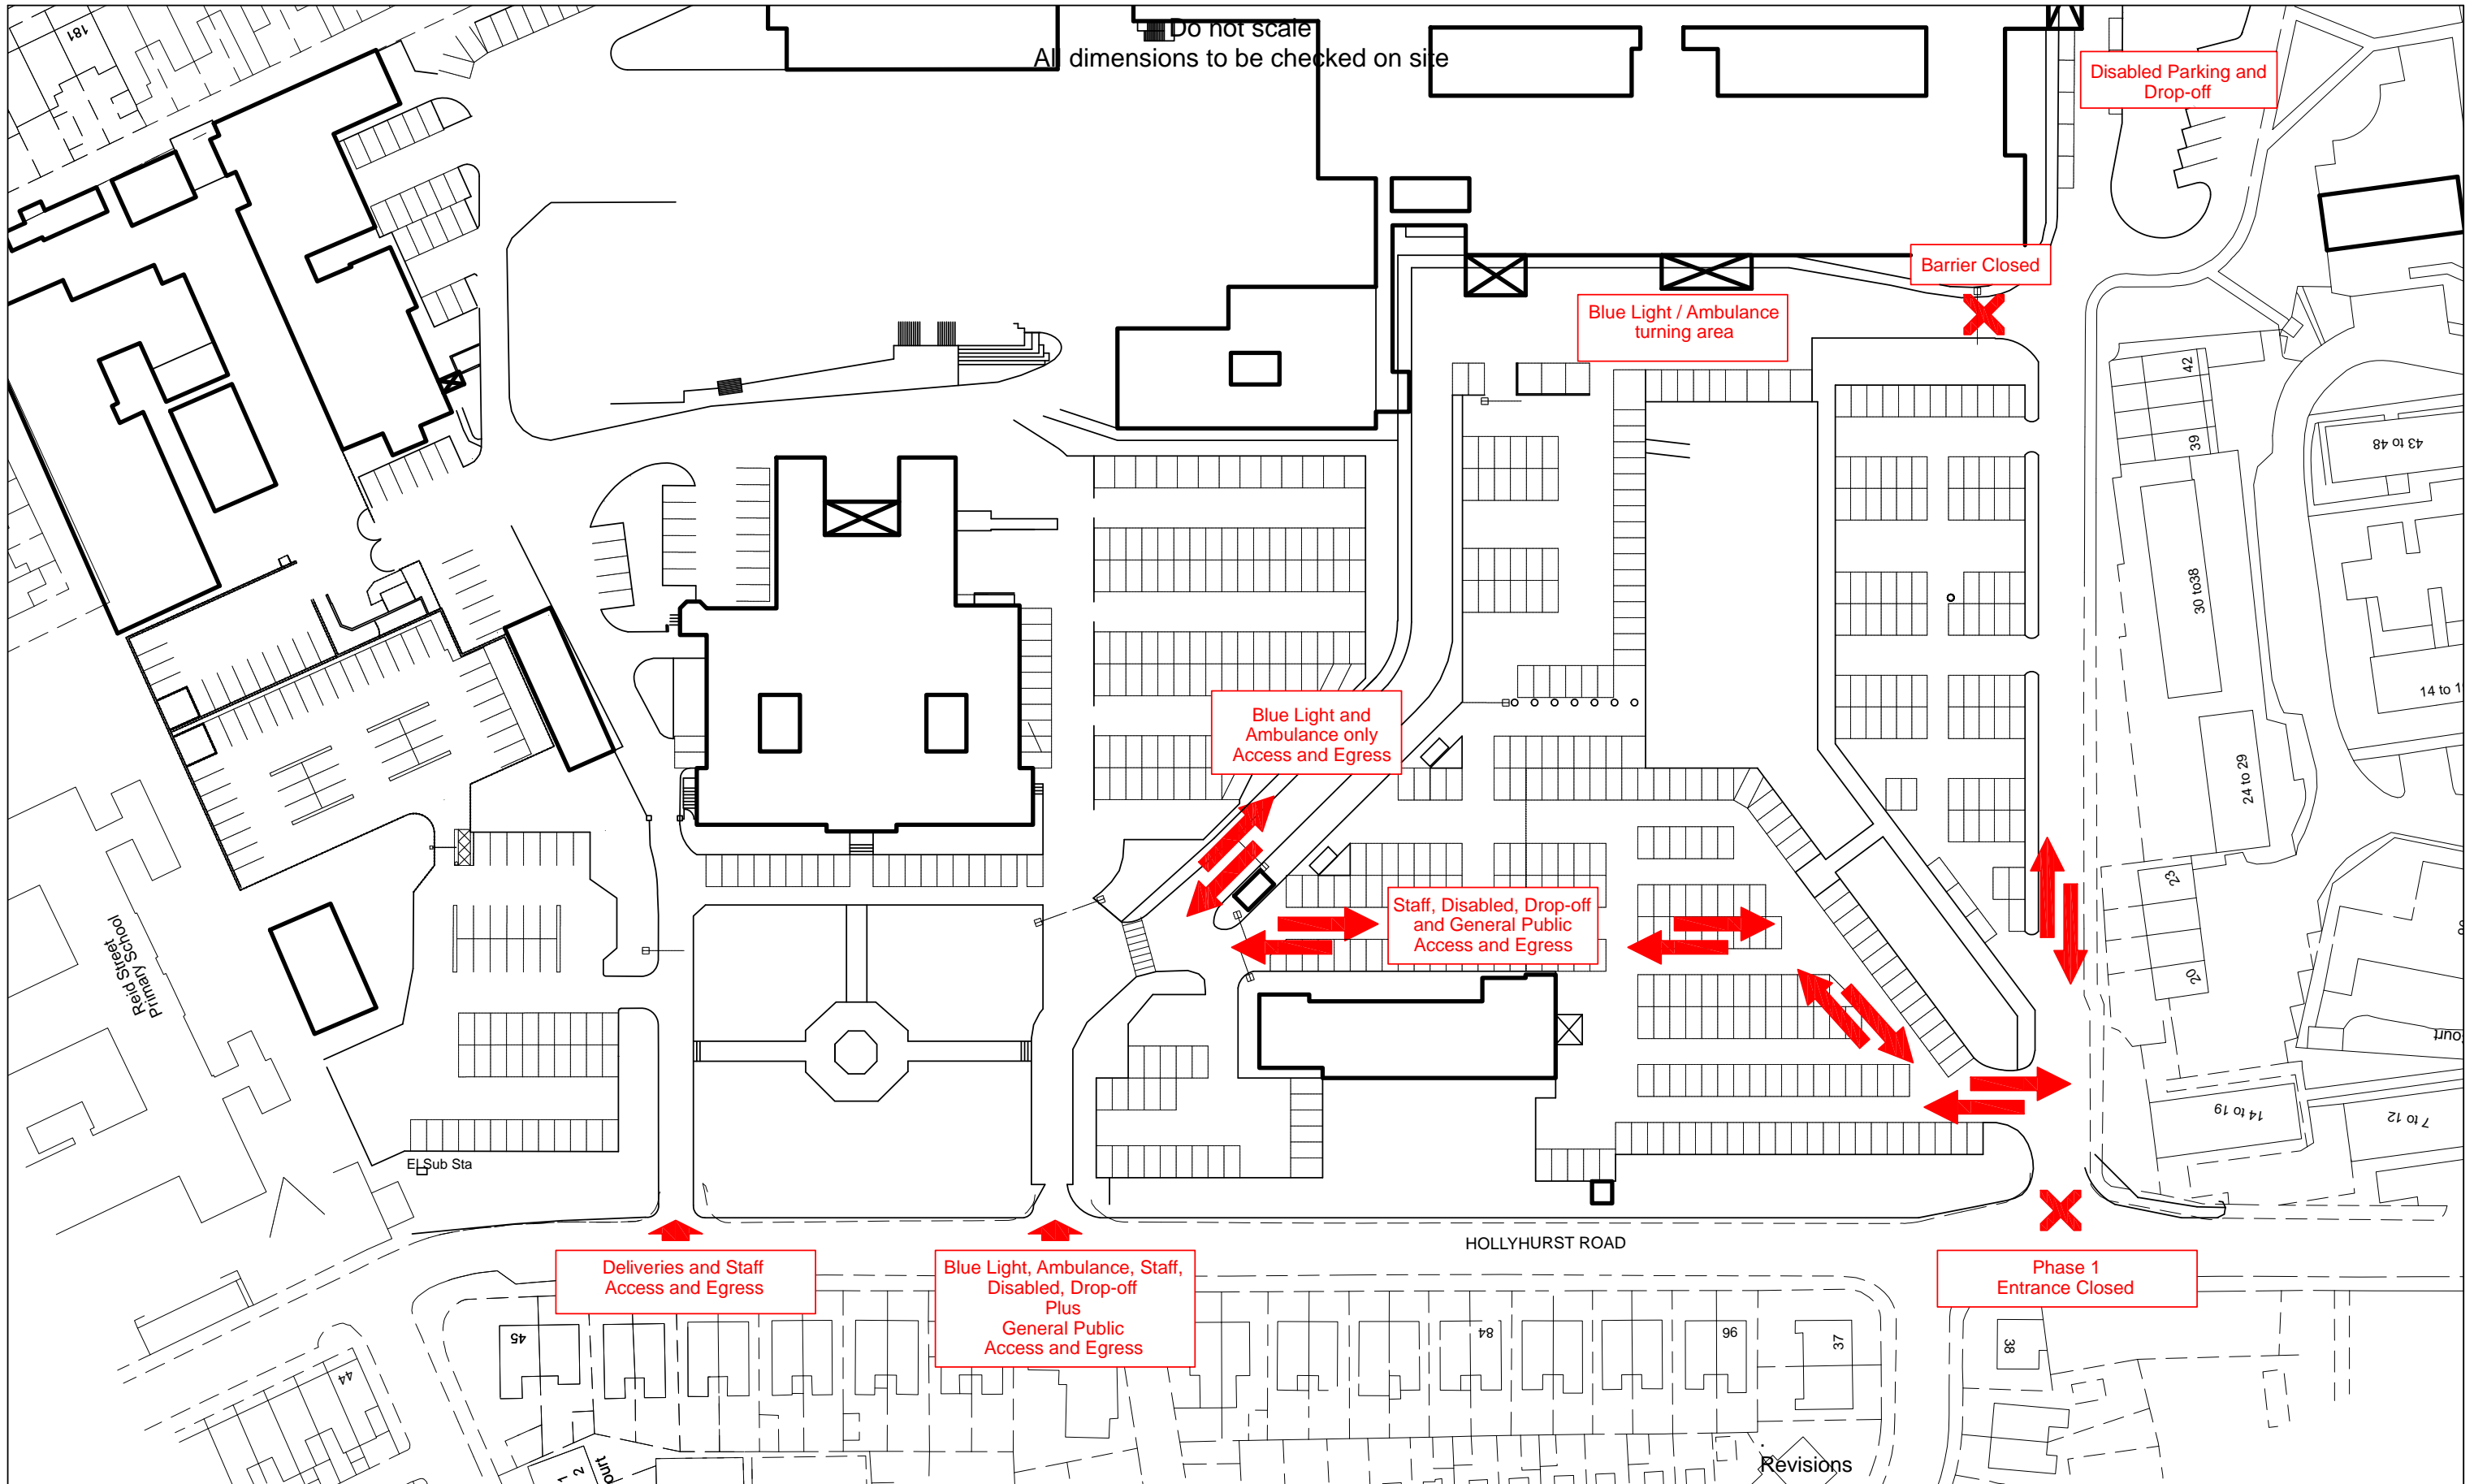 181
Do not scale
All dimensions to be checked on site
Disabled Parking and
Drop-off
Barrier Closed
Blue Light / Ambulance
turning area
42
39
43 to 48
30 to38
14 to 1
Blue Light and
Ambulance only
Access and Egress
24 to 29
23
20
Staff, Disabled, Drop-off
and General Public
Access and Egress
Reid Street
Primary School
14 to 19
7 to 12
El Sub Sta
HOLLYHURST ROAD
Deliveries and Staff
Access and Egress
Blue Light, Ambulance, Staff,
Disabled, Drop-off
Plus
General Public
Access and Egress
Phase 1
Entrance Closed
45
84
96
37
38
44
1
2
ourt
Revisions